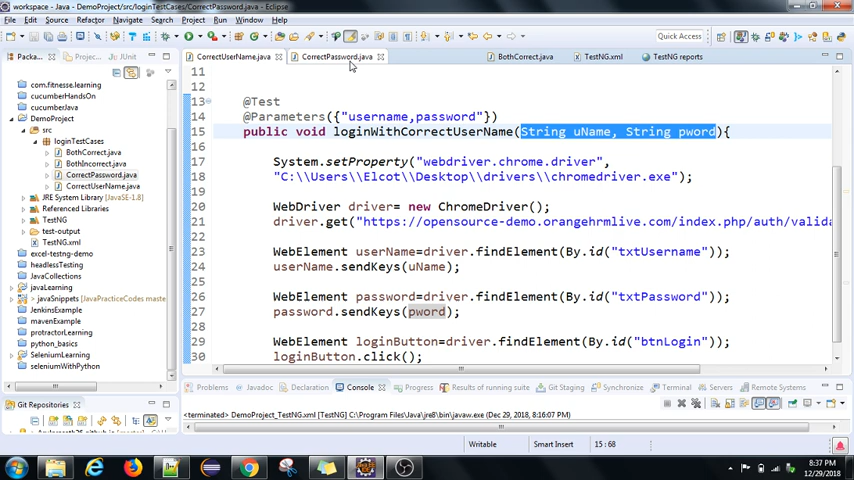 workspace - Java - DemoProject/src/loginTestCases/CorrectPassword.java - Eclipse
File Edit Source Refactor Navigate Search Project Run Window Help
Quick Access
Packa...
Projec...
JUnit
com.fitnesse.learning
cucumberHandsOn
cucumberJava
DemoProject
src
loginTestCases
BothCorrect.java
BothIncorrect.java
CorrectPassword.java
CorrectUserName.java
JRE System Library [JavaSE-1.8]
Referenced Libraries
TestNG
test-output
TestNG.xml
excel-testng-demo
headlessTesting
JavaCollections
javaLearning
> javaSnippets [JavaPracticeCodes maste
JenkinsExample
mavenExample
protractorLearning
python_basics
SeleniumLearning
seleniumWithPython
Git Repositories
CorrectUserName.java
CorrectPassword.java
BothCorrect.java
TestNG.xml
TestNG reports
11
12
13 @Test
14 @Parameters({"username,password"})
15 public void loginWithCorrectUserName(String uName, String pword){
16
17 System.setProperty("webdriver.chrome.driver",
18 "C:\\Users\\Elcot\\Desktop\\drivers\\chromedriver.exe");
19
20 WebDriver driver= new ChromeDriver();
21 driver.get("https://opensource-demo.orangehrmlive.com/index.php/auth/valida
22
23 WebElement userName=driver.findElement(By.id("txtUsername"));
24 userName.sendKeys(uName);
25
26 WebElement password=driver.findElement(By.id("txtPassword"));
27 password.sendKeys(pword);
28
29 WebElement loginButton=driver.findElement(By.id("btnLogin"));
30 loginButton.click();
Problems Javadoc Declaration Console Progress Results of running suite Git Staging Synchronize Terminal Servers Remote Systems
<terminated> DemoProject_TestNG.xml [TestNG] C:\Program Files\Java\jre8\bin\javaw.exe (Dec 29, 2018, 8:16:07 PM)
Writable
Smart Insert
15 : 68
8:37 PM
12/29/2018